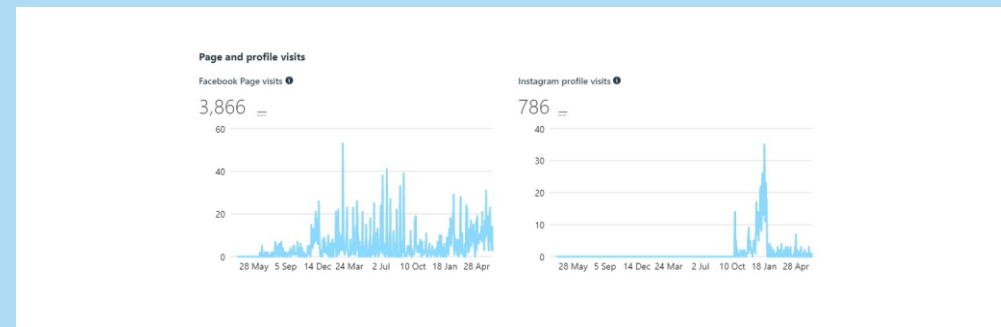 Page and profile visits
Facebook Page visits
3,866
60
40
20
0
28 May 5 Sep 14 Dec 24 Mar 2 Jul 10 Oct 18 Jan 28 Apr
Instagram profile visits
786
40
30
20
10
0
28 May 5 Sep 14 Dec 24 Mar 2 Jul 10 Oct 18 Jan 28 Apr